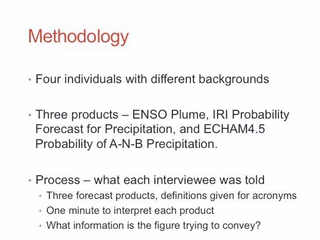 Methodology
• Four individuals with different backgrounds
• Three products – ENSO Plume, IRI Probability
Forecast for Precipitation, and ECHAM4.5
Probability of A-N-B Precipitation.
• Process – what each interviewee was told
• Three forecast products, definitions given for acronyms
• One minute to interpret each product
• What information is the figure trying to convey?